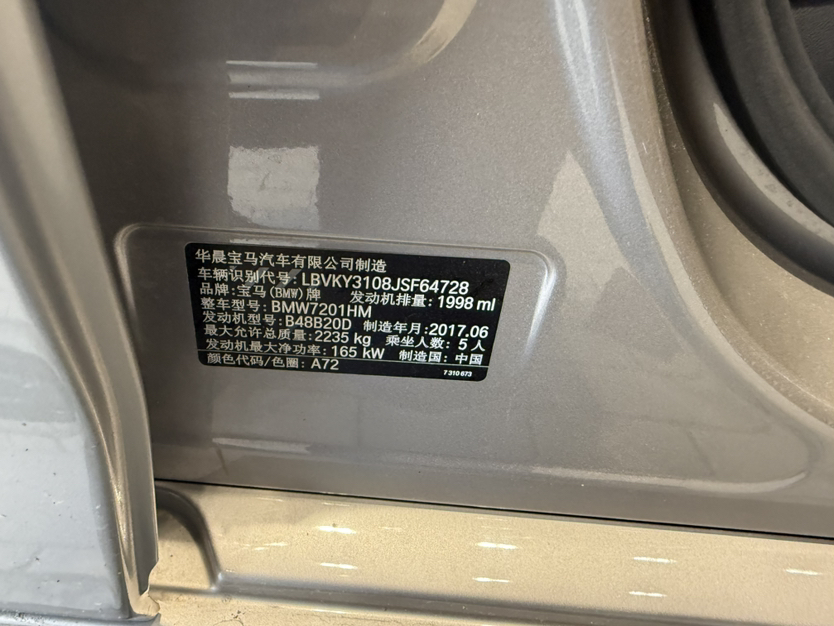 华晨宝马汽车有限公司制造
车辆识别代号: LBVKY3108JSF64728
品牌: 宝马(BMW)牌 发动机排量: 1998 ml
整车型号: BMW7201HM
发动机型号: B48B20D 制造年月: 2017.06
最大允许总质量: 2235 kg 乘坐人数: 5 人
发动机最大净功率: 165 kW 制造国: 中国
颜色代码/色圈: A72 7 310 673